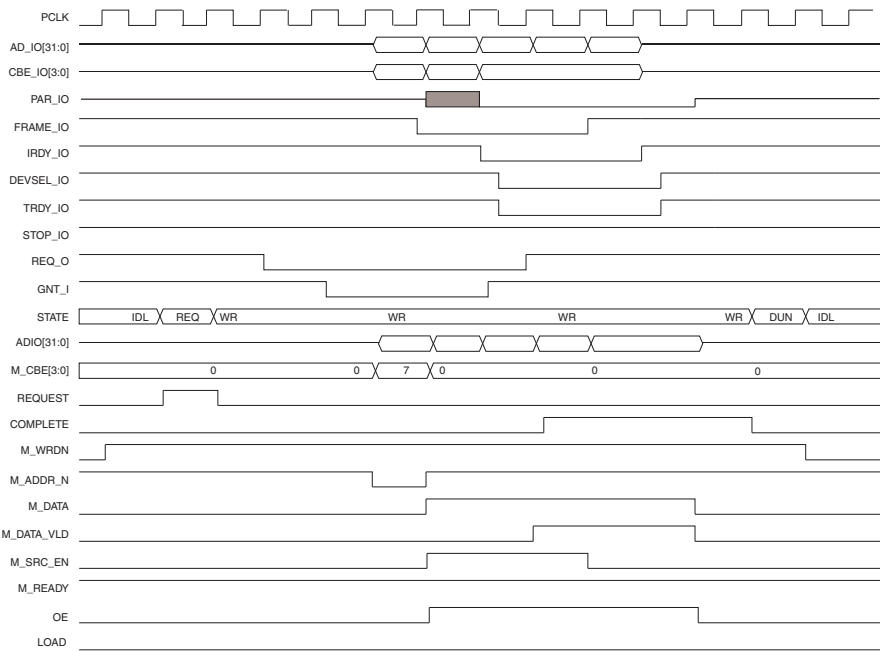 PCLK
AD_IO[31:0]
CBE_IO[3:0]
PAR_IO
FRAME_IO
IRDY_IO
DEVSEL_IO
TRDY_IO
STOP_IO
REQ_O
GNT_I
STATE IDL REQ WR WR WR WR DUN IDL
ADIO[31:0]
M_CBE[3:0] 0 0 7 0 0 0
REQUEST
COMPLETE
M_WRDN
M_ADDR_N
M_DATA
M_DATA_VLD
M_SRC_EN
M_READY
OE
LOAD